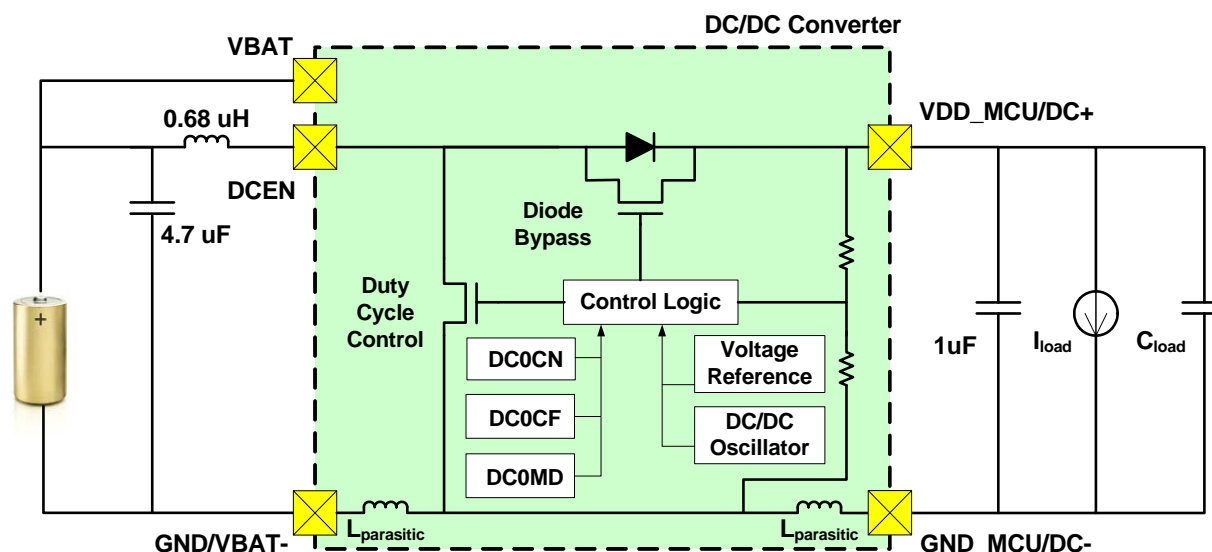 DC/DC Converter
VBAT
0.68 uH
VDD_MCU/DC+
DCEN
4.7 uF
Diode
Bypass
Duty
Cycle
Control
Control Logic
DC0CN
DC0CF
DC0MD
Voltage
Reference
DC/DC
Oscillator
1uF
Iload
Cload
+
Lparasitic
Lparasitic
GND/VBAT-
GND_MCU/DC-